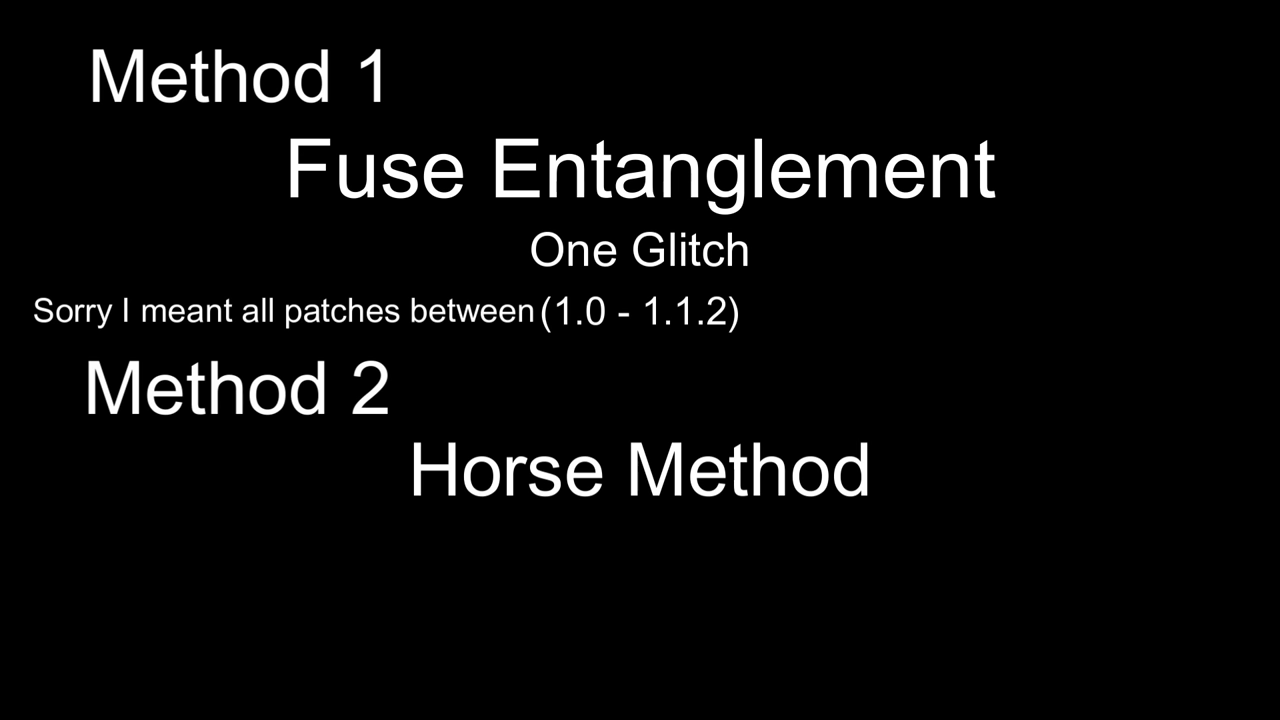 Method 1
Fuse Entanglement
One Glitch
Sorry I meant all patches between (1.0 - 1.1.2)
Method 2
Horse Method